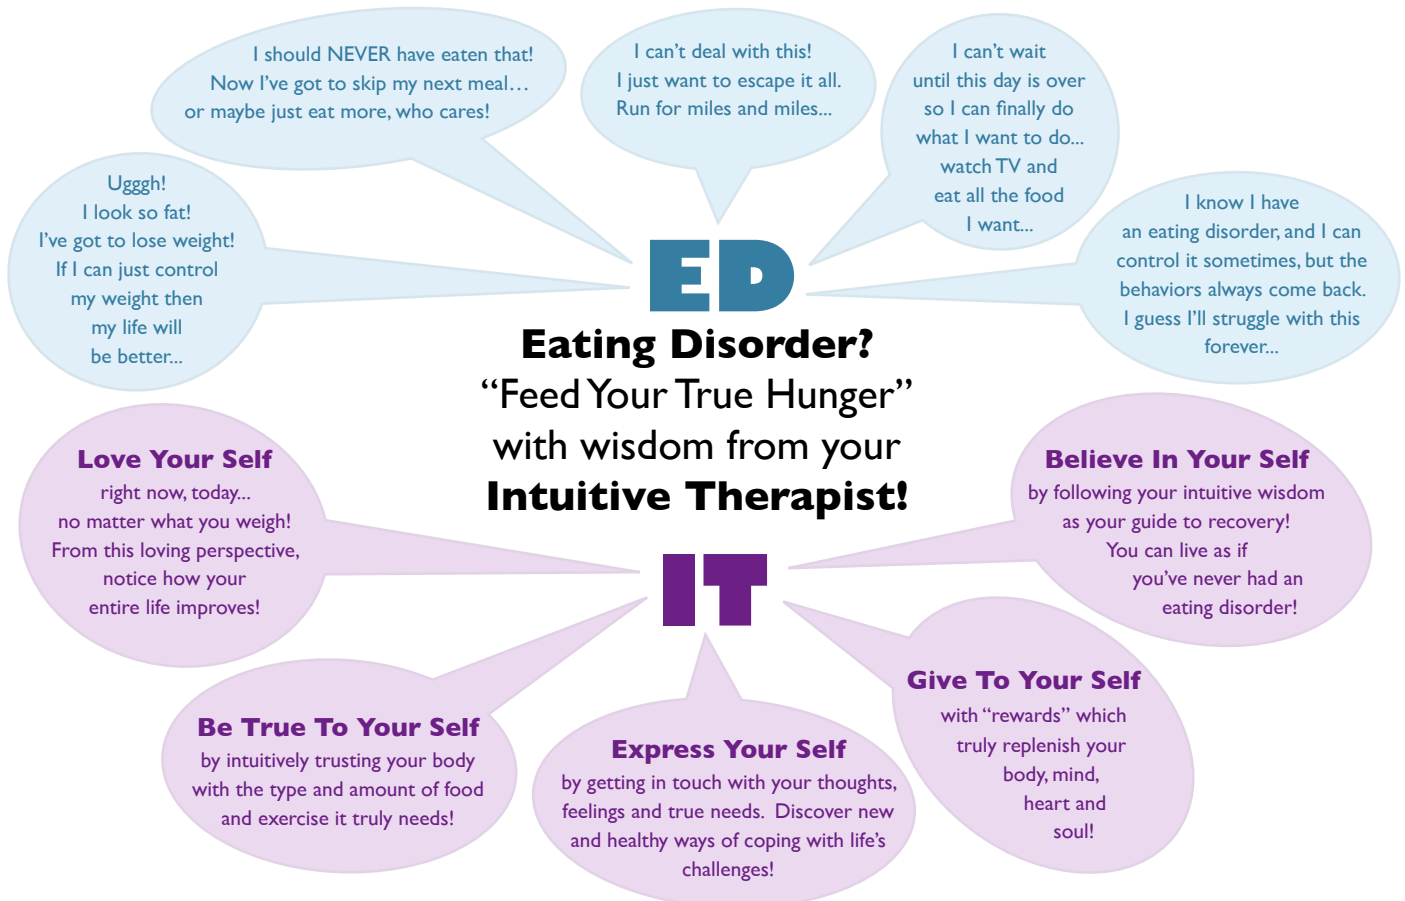 I should NEVER have eaten that!
Now I’ve got to skip my next meal…
or maybe just eat more, who cares!
I can’t deal with this!
I just want to escape it all.
Run for miles and miles...
I can’t wait
until this day is over
so I can finally do
what I want to do...
watch TV and
eat all the food
I want...
Ugggh!
I look so fat!
I’ve got to lose weight!
If I can just control
my weight then
my life will
be better...
I know I have
an eating disorder, and I can
control it sometimes, but the
behaviors always come back.
I guess I’ll struggle with this
forever...
ED
Eating Disorder?
“Feed Your True Hunger”
with wisdom from your
Intuitive Therapist!
IT
Love Your Self
right now, today...
no matter what you weigh!
From this loving perspective,
notice how your
entire life improves!
Be True To Your Self
by intuitively trusting your body
with the type and amount of food
and exercise it truly needs!
Express Your Self
by getting in touch with your thoughts,
feelings and true needs.  Discover new
and healthy ways of coping with life’s
challenges!
Give To Your Self
with “rewards” which
truly replenish your
body, mind,
heart and
soul!
Believe In Your Self
by following your intuitive wisdom
as your guide to recovery!
You can live as if
you’ve never had an
eating disorder!